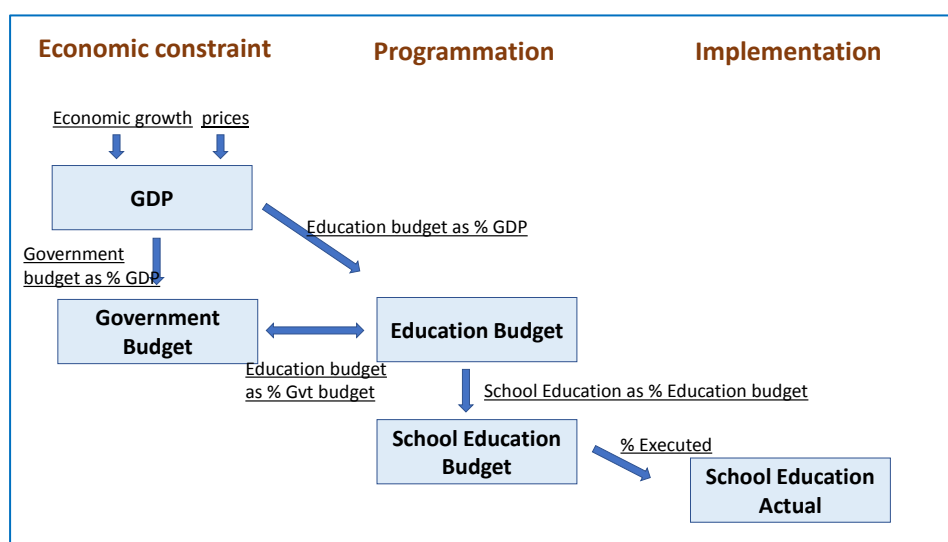 Economic constraint
Programmation
Implementation
Economic growth
prices
GDP
Education budget as % GDP
Government
budget as % GDP
Government
Budget
Education Budget
Education budget
as % Gvt budget
School Education as % Education budget
School Education
Budget
% Executed
School Education
Actual